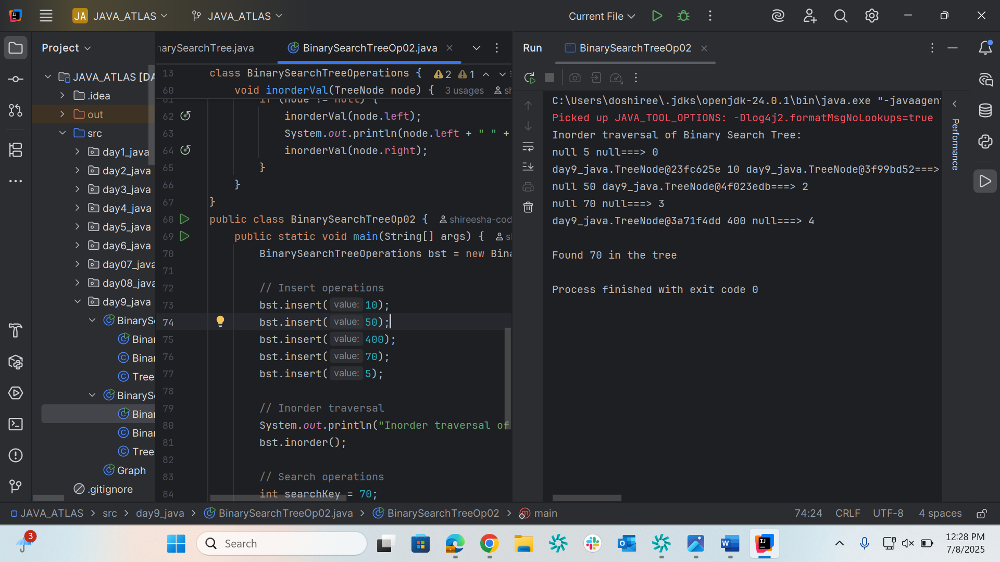 JA JAVA_ATLAS JAVA_ATLAS Current File
Project
narySearchTree.java BinarySearchTreeOp02.java
Run BinarySearchTreeOp02
JAVA_ATLAS [DA
.idea
out
src
day1_java
day2_java
day3_java
day4_java
day5_java
day6_java
day07_java
day08_java
day9_java
BinarySe
Binar
Binar
Tree
BinarySe
Binar
Binar
Tree
Graph
.gitignore
13 class BinarySearchTreeOperations { 2 1
60 void inorderVal(TreeNode node) { 3 usages sh
61 if (node != null) {
62 inorderVal(node.left);
63 System.out.println(node.left + " " +
64 inorderVal(node.right);
65 }
66 }
67 }
68 public class BinarySearchTreeOp02 { shireesha-cod
69 public static void main(String[] args) { sh
70 BinarySearchTreeOperations bst = new Bina
71
72 // Insert operations
73 bst.insert( value: 10);
74 bst.insert( value: 50);
75 bst.insert( value: 400);
76 bst.insert( value: 70);
77 bst.insert( value: 5);
78
79 // Inorder traversal
80 System.out.println("Inorder traversal of
81 bst.inorder();
82
83 // Search operations
84 int searchKey = 70;
C:\Users\doshiree\.jdks\openjdk-24.0.1\bin\java.exe "-javaagent
Picked up JAVA_TOOL_OPTIONS: -Dlog4j2.formatMsgNoLookups=true
Inorder traversal of Binary Search Tree:
null 5 null===> 0
day9_java.TreeNode@23fc625e 10 day9_java.TreeNode@3f99bd52===>
null 50 day9_java.TreeNode@4f023edb===> 2
null 70 null===> 3
day9_java.TreeNode@3a71f4dd 400 null===> 4
Found 70 in the tree
Process finished with exit code 0
Performance
JAVA_ATLAS > src > day9_java > BinarySearchTreeOp02.java > BinarySearchTreeOp02 > main 74:24 CRLF UTF-8 4 spaces
3
Search
12:28 PM
7/8/2025